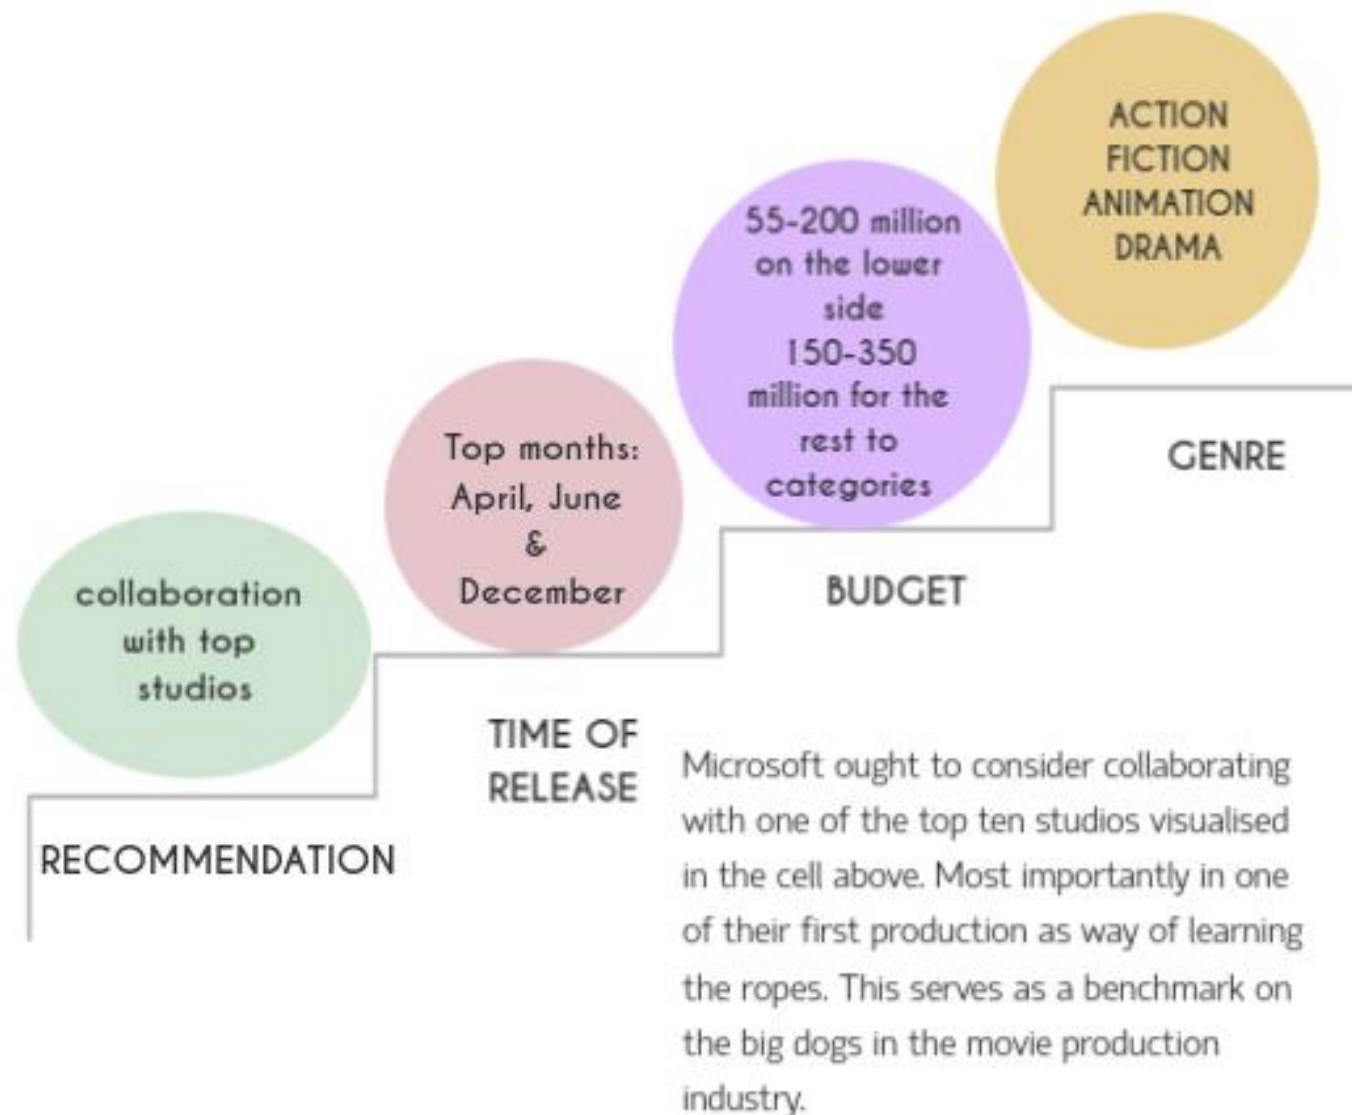 collaboration
with top
studios
RECOMMENDATION
Top months:
April, June
&
December
TIME OF
RELEASE
55-200 million
on the lower
side
150-350
million for the
rest to
categories
BUDGET
ACTION
FICTION
ANIMATION
DRAMA
GENRE
Microsoft ought to consider collaborating
with one of the top ten studios visualised
in the cell above. Most importantly in one
of their first production as way of learning
the ropes. This serves as a benchmark on
the big dogs in the movie production
industry.